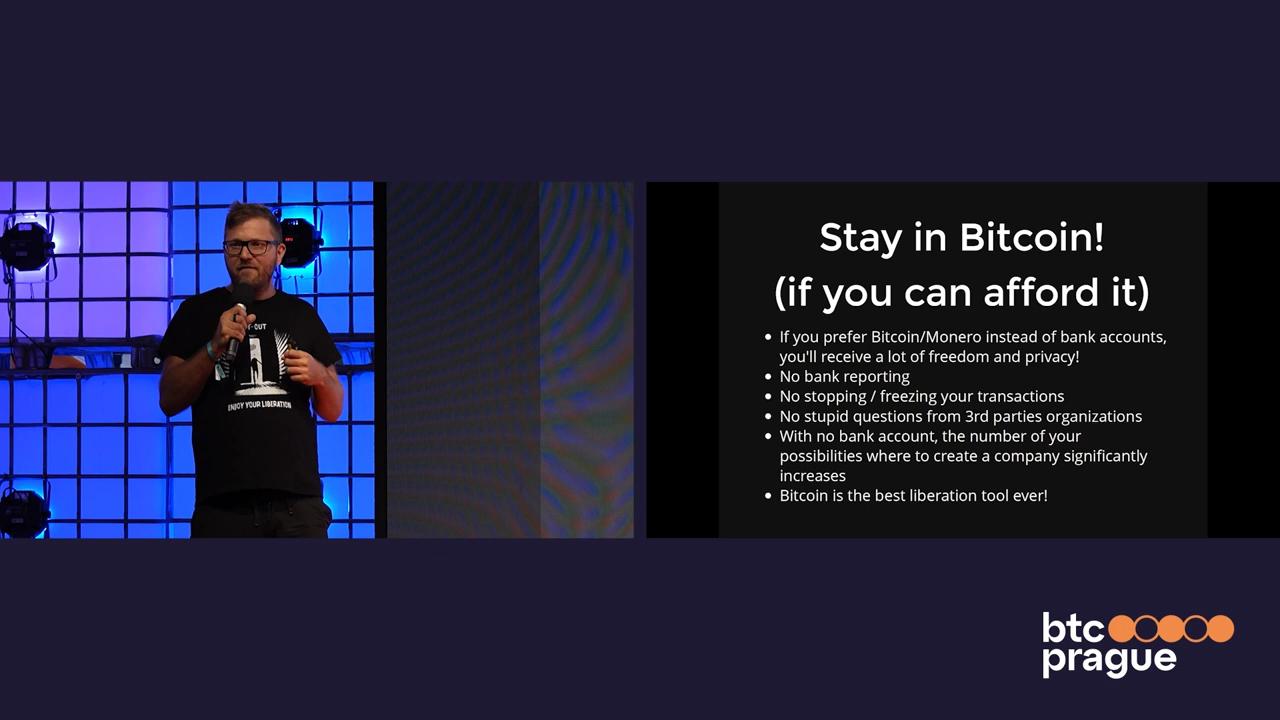 OUT
ENJOY YOUR LIBERATION
Stay in Bitcoin!
(if you can afford it)
If you prefer Bitcoin/Monero instead of bank accounts,
you'll receive a lot of freedom and privacy!
No bank reporting
No stopping / freezing your transactions
No stupid questions from 3rd parties organizations
With no bank account, the number of your
possibilities where to create a company significantly
increases
Bitcoin is the best liberation tool ever!
btc
prague